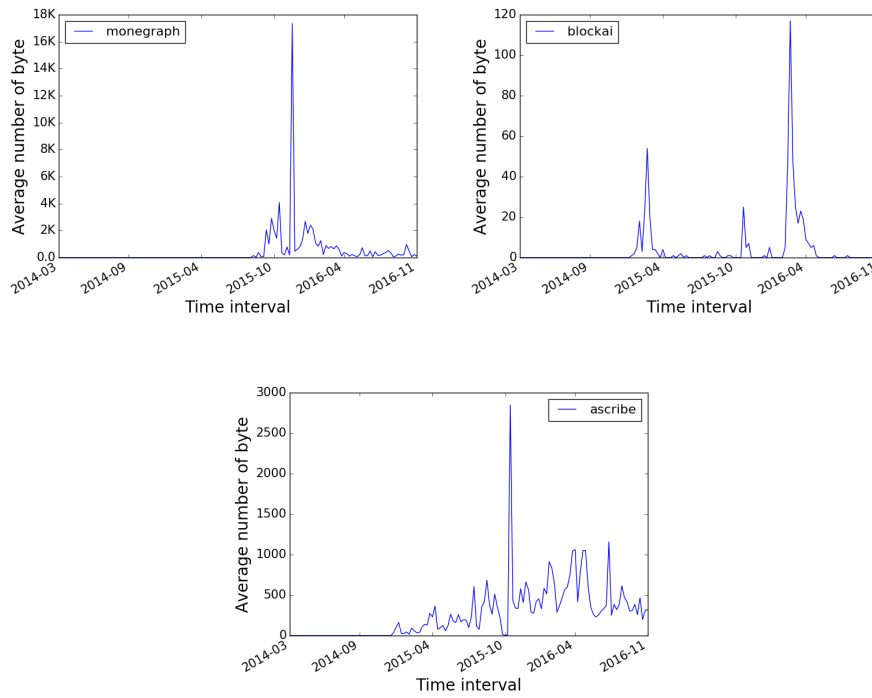 18K
16K
14K
12K
10K
8K
6K
4K
2K
0.0
monegraph
Average number of byte
2014-03
2014-09
2015-04
2015-10
2016-04
2016-11
Time interval
120
100
80
60
40
20
0
blockai
Average number of byte
2014-03
2014-09
2015-04
2015-10
2016-04
2016-11
Time interval
3000
2500
2000
1500
1000
500
0
ascribe
Average number of byte
2014-03
2014-09
2015-04
2015-10
2016-04
2016-11
Time interval